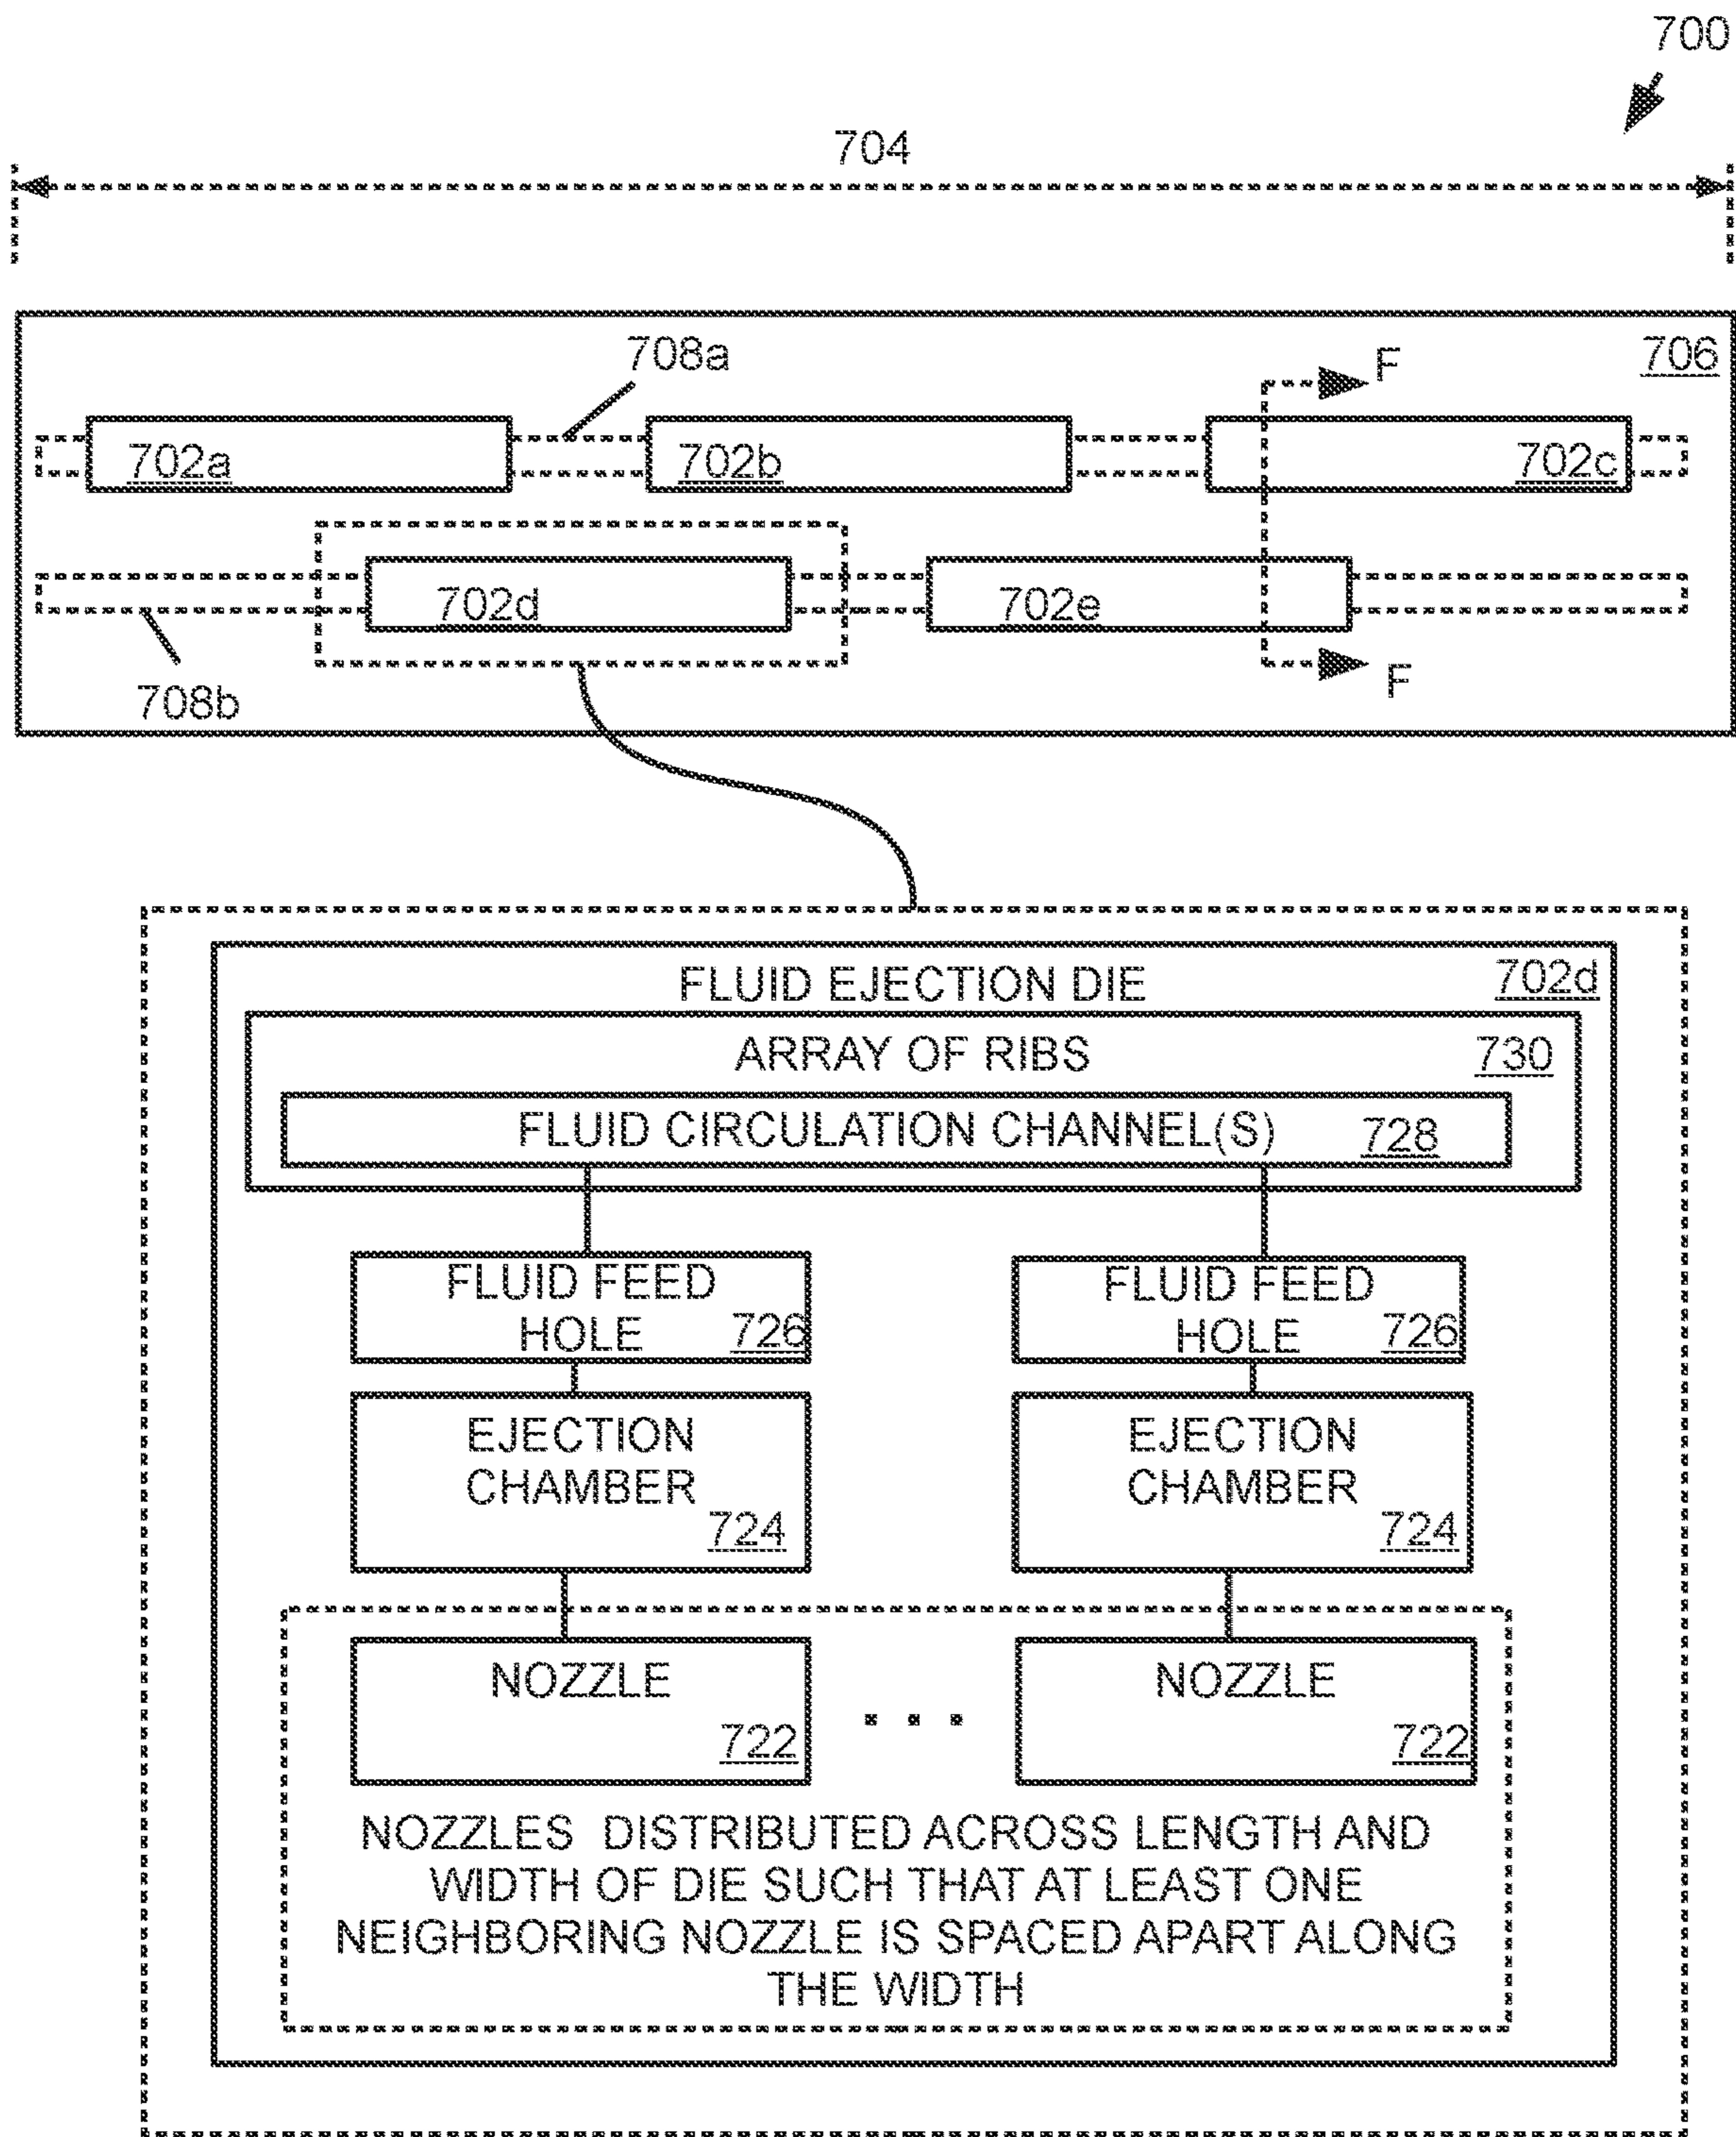 700
704
708a
706
F
702a
702b
702c
702d
702e
708b
F
FLUID EJECTION DIE
702d
ARRAY OF RIBS
730
FLUID CIRCULATION CHANNEL(S)
728
FLUID FEED
HOLE
726
FLUID FEED
HOLE
726
EJECTION
CHAMBER
724
EJECTION
CHAMBER
724
NOZZLE
722
. . .
NOZZLE
722
NOZZLES DISTRIBUTED ACROSS LENGTH AND
WIDTH OF DIE SUCH THAT AT LEAST ONE
NEIGHBORING NOZZLE IS SPACED APART ALONG
THE WIDTH